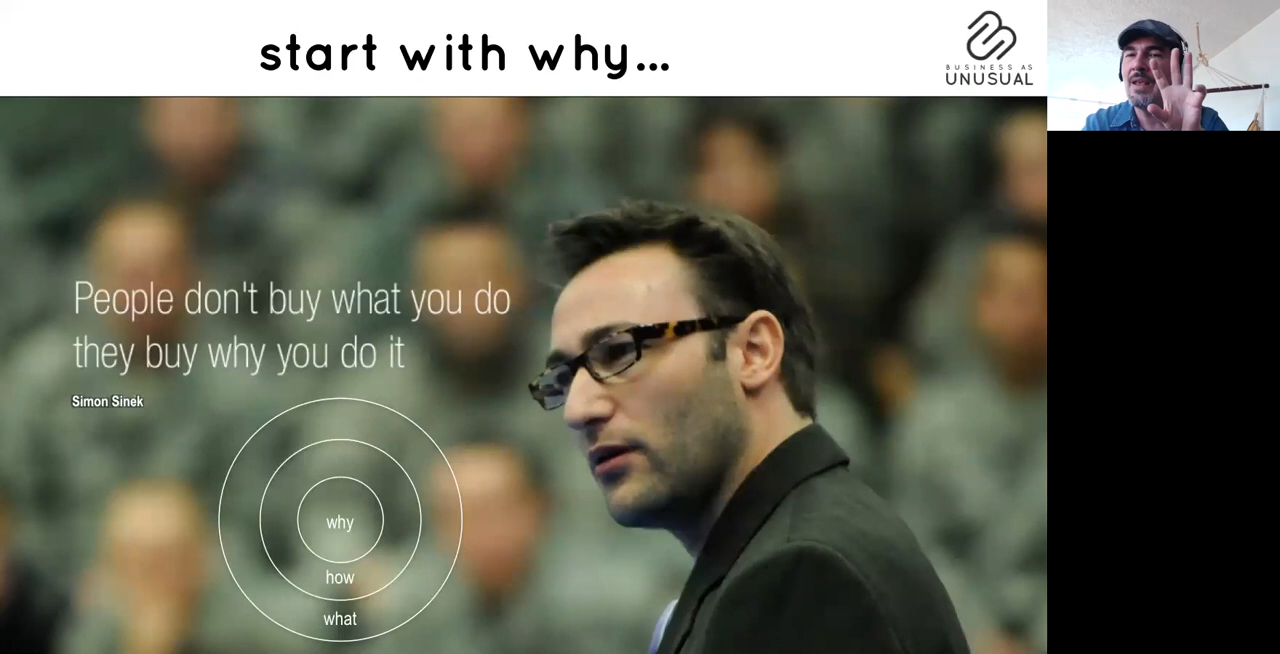 start with why...
BUSINESS AS
UNUSUAL
People don't buy what you do
they buy why you do it
Simon Sinek
why
how
what